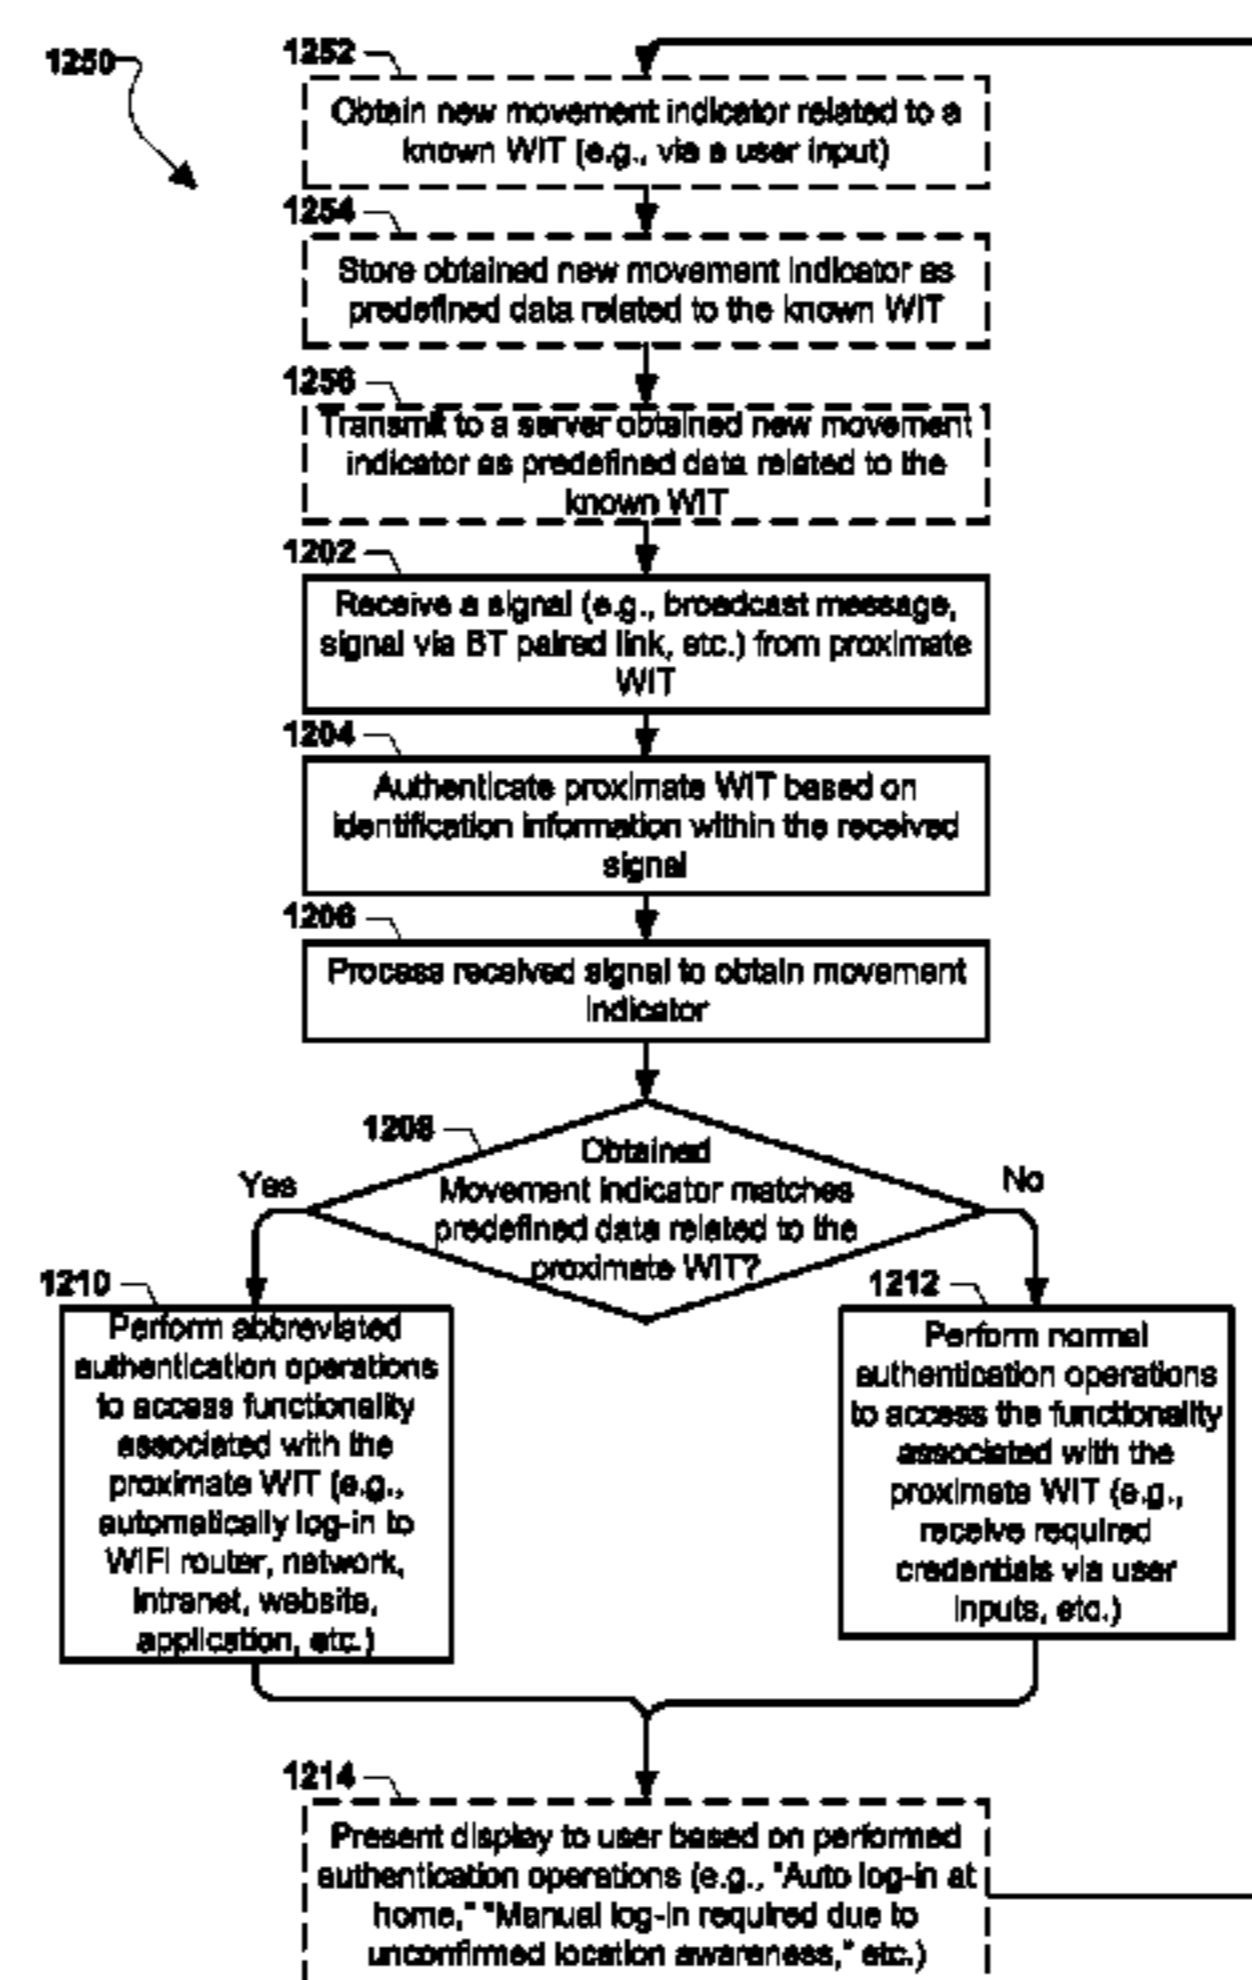 1250
1252
Obtain new movement indicator related to a
known WIT (e.g., via a user input)
1254
Store obtained new movement indicator as
predefined data related to the known WIT
1256
Transmit to a server obtained new movement
indicator as predefined data related to the
known WIT
1202
Receive a signal (e.g., broadcast message,
signal via BT paired link, etc.) from proximate
WIT
1204
Authenticate proximate WIT based on
identification information within the received
signal
1206
Process received signal to obtain movement
indicator
1208
Obtained
Movement indicator matches
predefined data related to the
proximate WIT?
Yes
No
1210
Perform abbreviated
authentication operations
to access functionality
associated with the
proximate WIT (e.g.,
automatically log-in to
WIFI router, network,
intranet, website,
application, etc.)
1212
Perform normal
authentication operations
to access the functionality
associated with the
proximate WIT (e.g.,
receive required
credentials via user
inputs, etc.)
1214
Present display to user based on performed
authentication operations (e.g., "Auto log-in at
home," "Manual log-in required due to
unconfirmed location awareness," etc.)